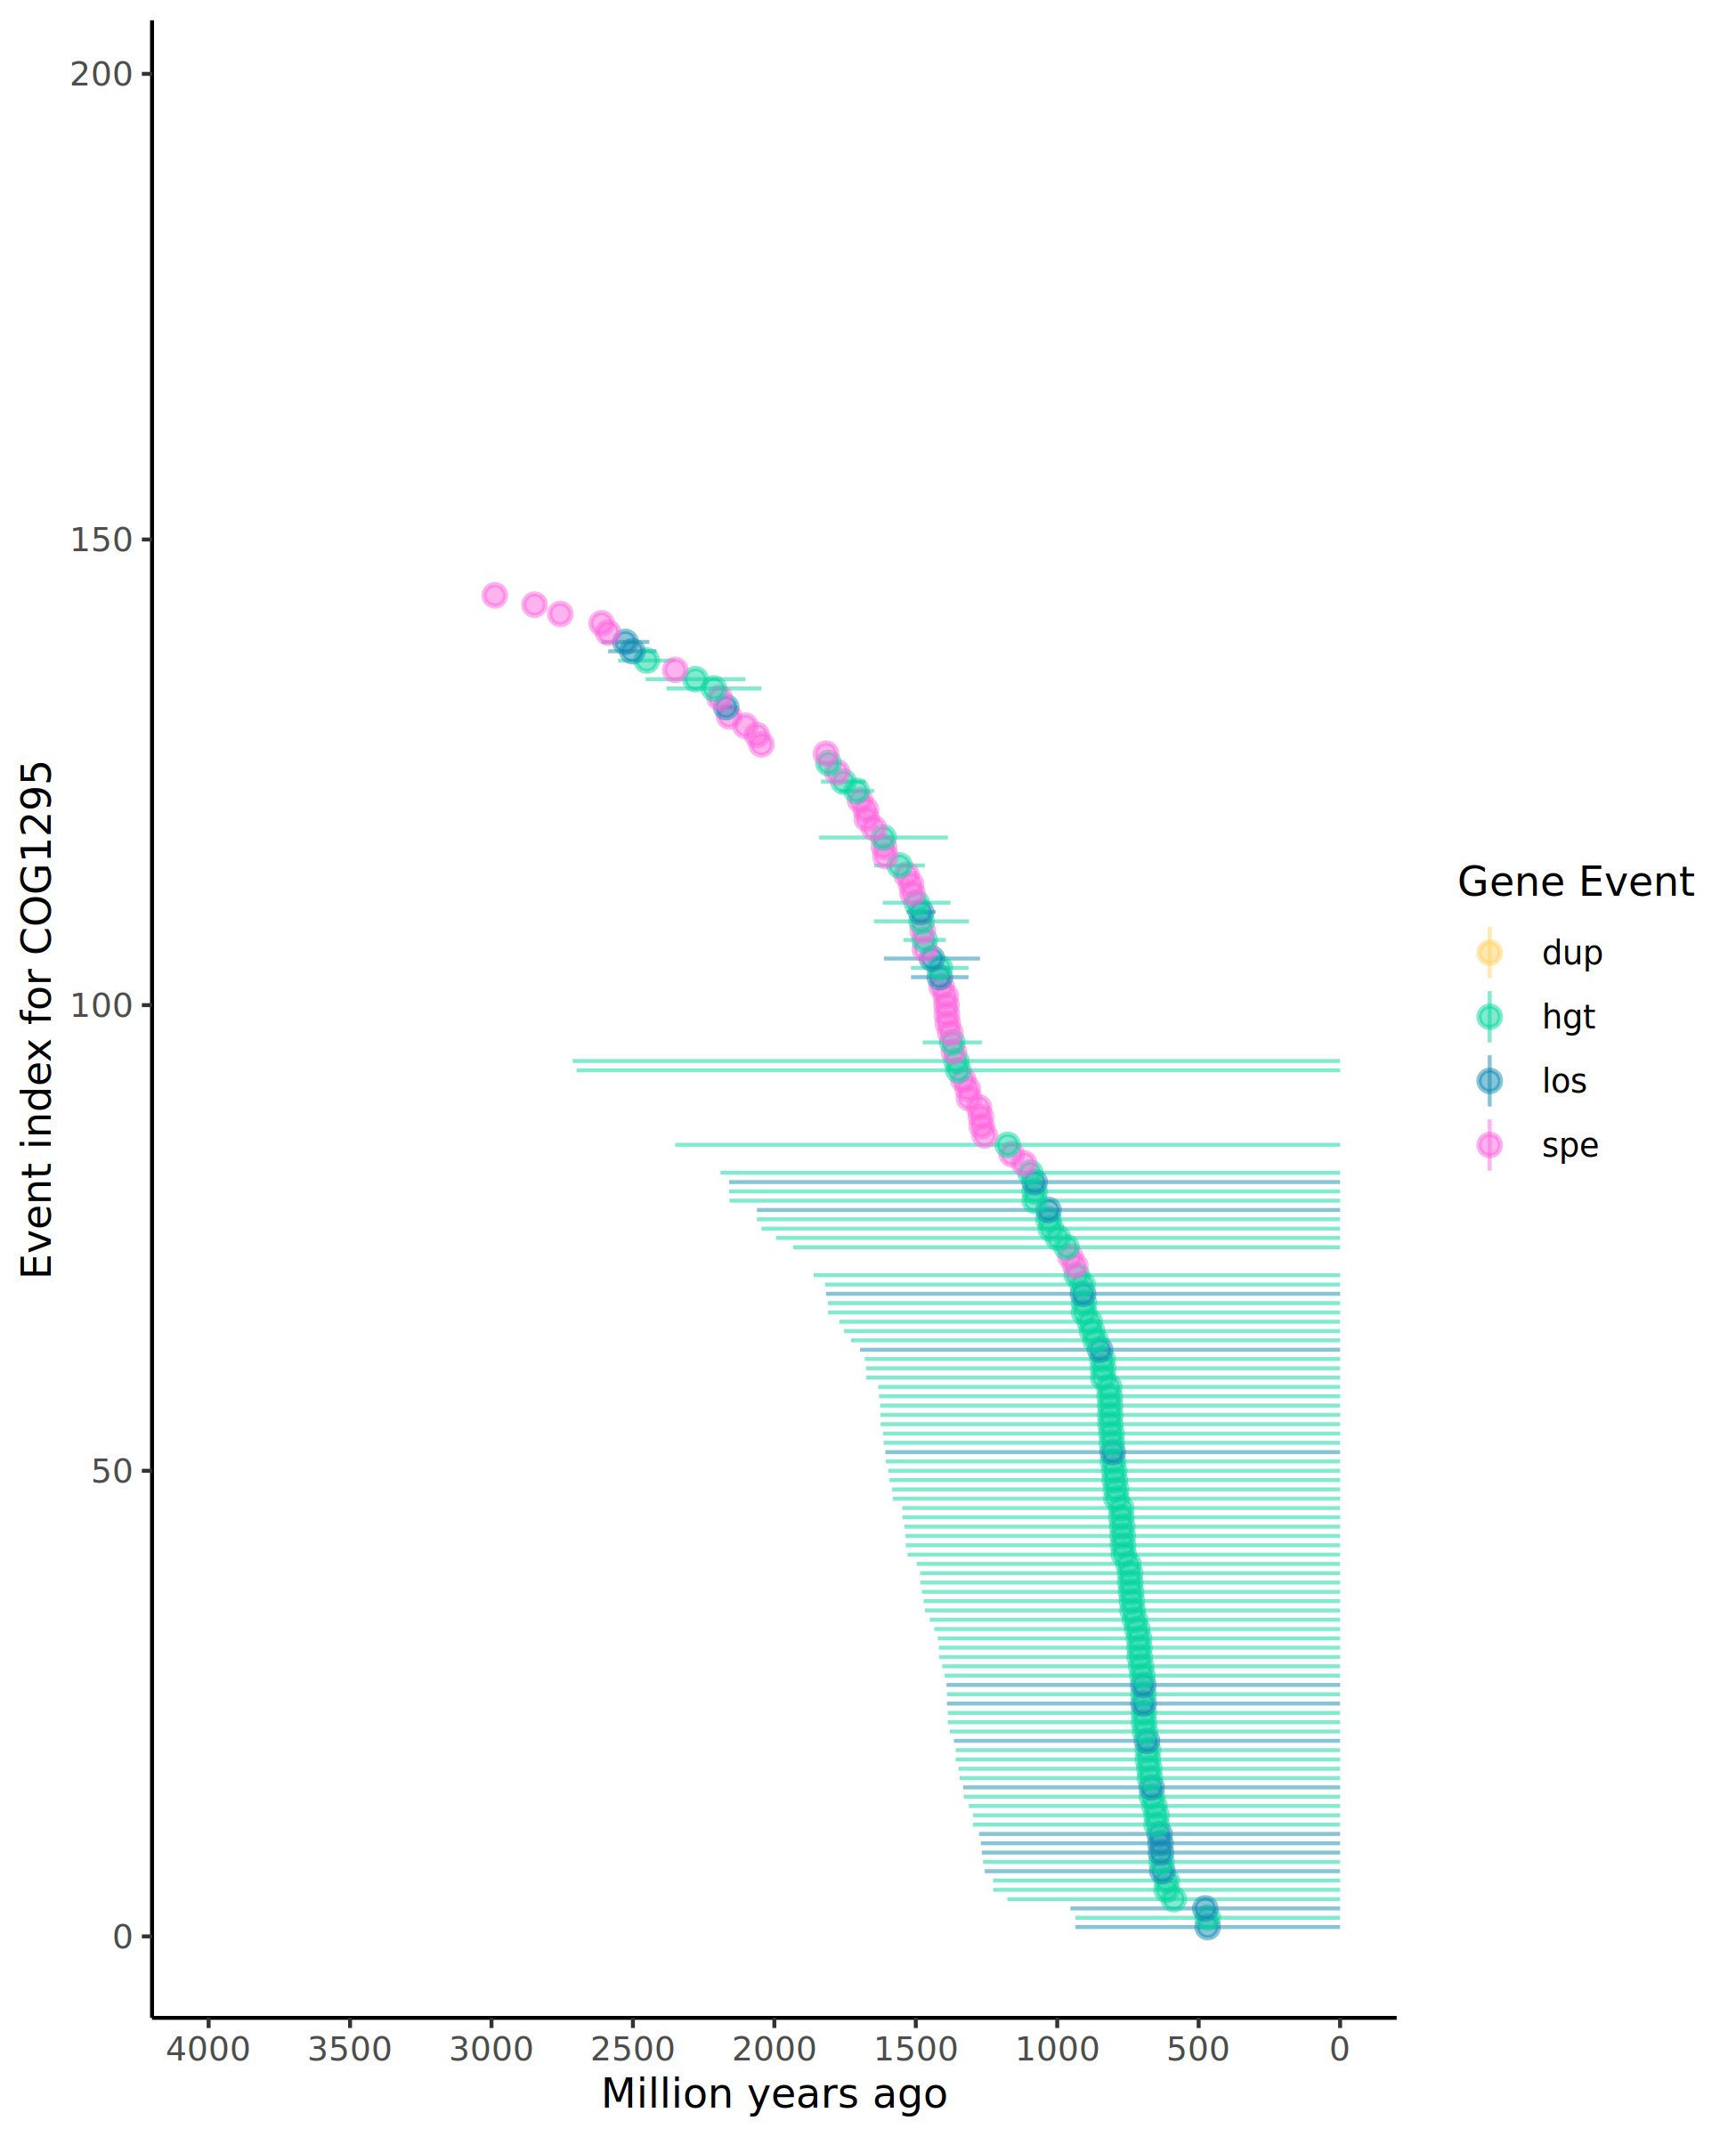 200
150
100
50
0
Event index for COG1295
4000 3500 3000 2500 2000 1500 1000 500 0
Million years ago
Gene Event
dup
hgt
los
spe